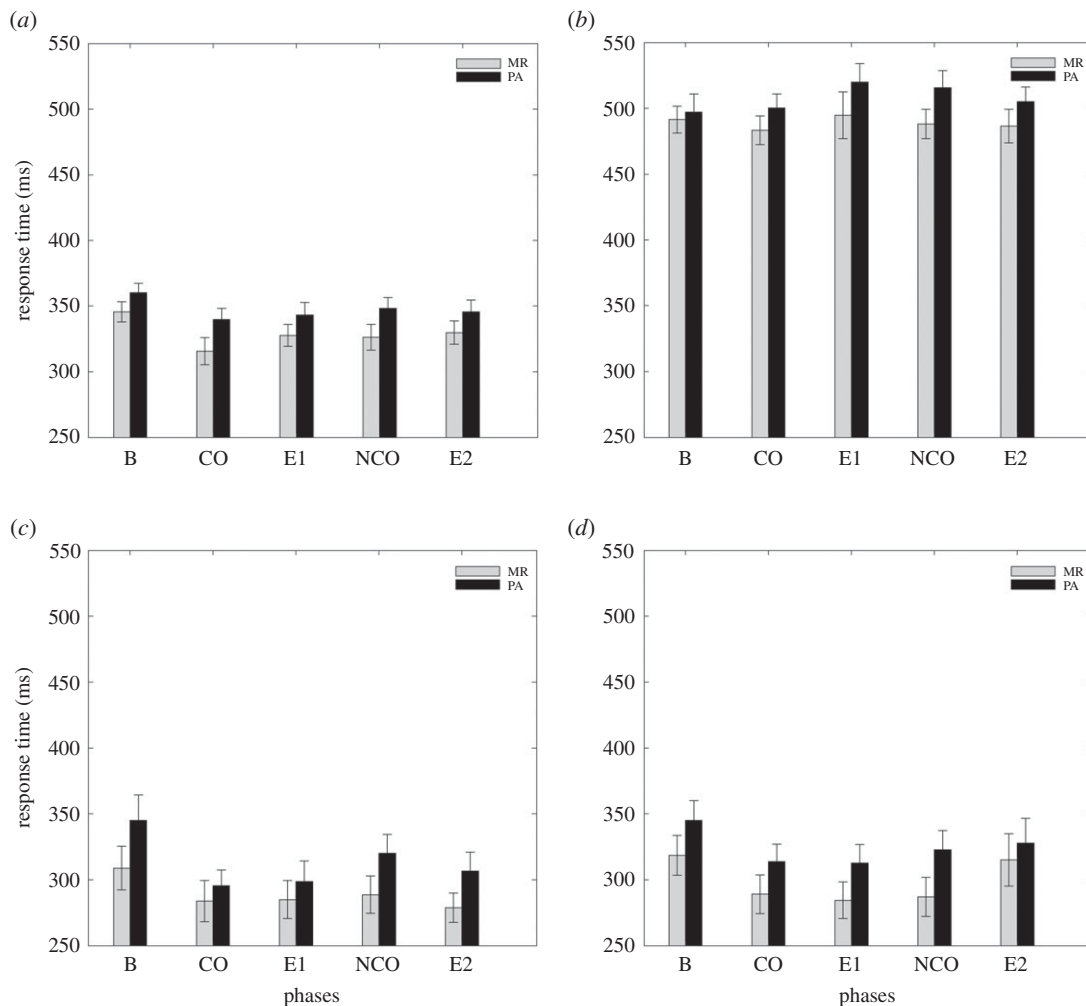 (a)
550
500
450
400
350
300
250
response time (ms)
MR
PA
B CO E1 NCO E2
(b)
550
500
450
400
350
300
250
MR
PA
B CO E1 NCO E2
(c)
550
500
450
400
350
300
250
response time (ms)
MR
PA
B CO E1 NCO E2
phases
(d)
550
500
450
400
350
300
250
MR
PA
B CO E1 NCO E2
phases